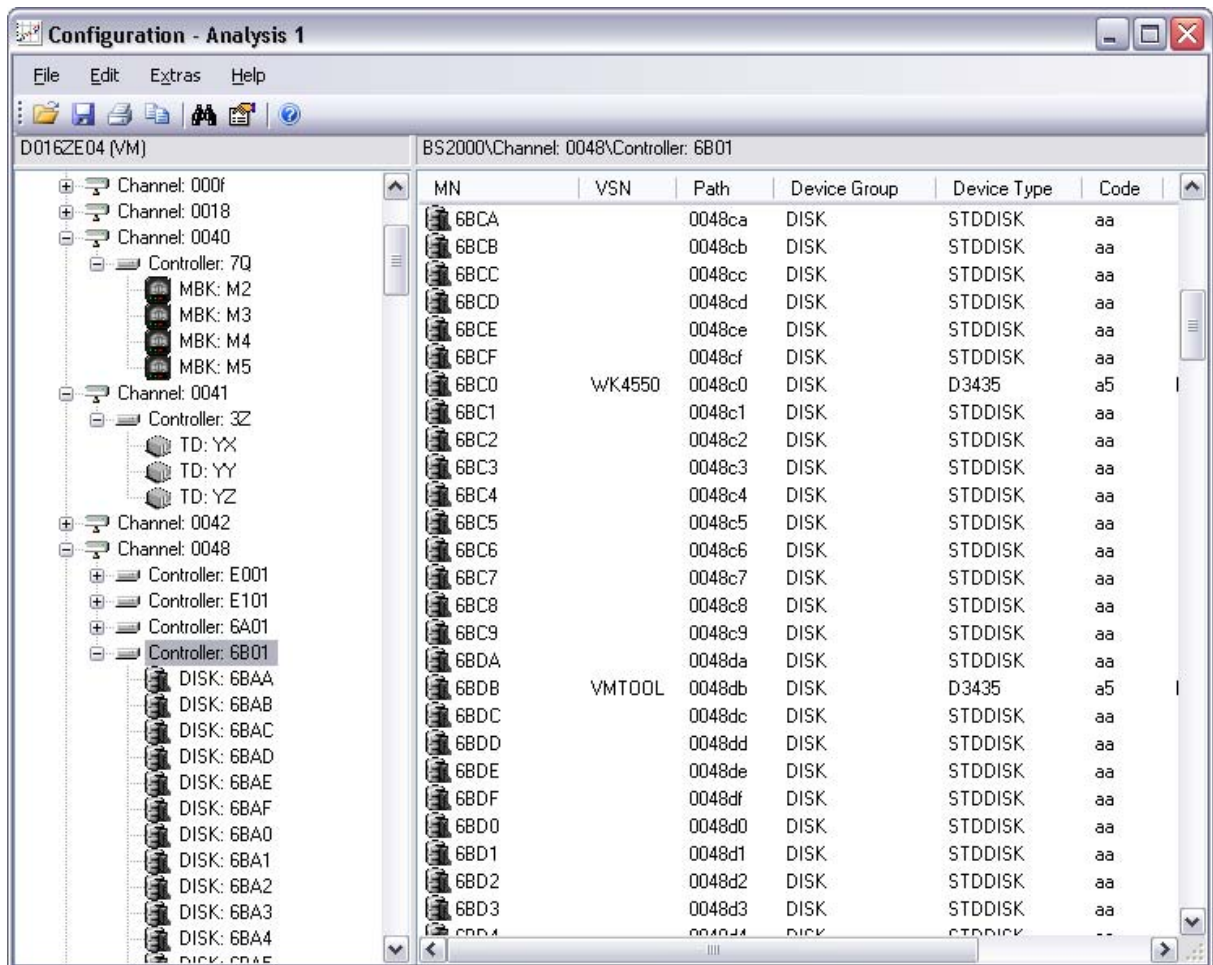 Configuration - Analysis 1
File Edit Extras Help
D016ZE04 (VM)
Channel: 000f
Channel: 0018
Channel: 0040
Controller: 7Q
MBK: M2
MBK: M3
MBK: M4
MBK: M5
Channel: 0041
Controller: 3Z
TD: YX
TD: YY
TD: YZ
Channel: 0042
Channel: 0048
Controller: E001
Controller: E101
Controller: 6A01
Controller: 6B01
DISK: 6BAA
DISK: 6BAB
DISK: 6BAC
DISK: 6BAD
DISK: 6BAE
DISK: 6BAF
DISK: 6BA0
DISK: 6BA1
DISK: 6BA2
DISK: 6BA3
DISK: 6BA4
BS2000\Channel: 0048\Controller: 6B01
MN VSN Path Device Group Device Type Code
6BCA 0048ca DISK STDDISK aa
6BCB 0048cb DISK STDDISK aa
6BCC 0048cc DISK STDDISK aa
6BCD 0048cd DISK STDDISK aa
6BCE 0048ce DISK STDDISK aa
6BCF 0048cf DISK STDDISK aa
6BC0 WK4550 0048c0 DISK D3435 a5
6BC1 0048c1 DISK STDDISK aa
6BC2 0048c2 DISK STDDISK aa
6BC3 0048c3 DISK STDDISK aa
6BC4 0048c4 DISK STDDISK aa
6BC5 0048c5 DISK STDDISK aa
6BC6 0048c6 DISK STDDISK aa
6BC7 0048c7 DISK STDDISK aa
6BC8 0048c8 DISK STDDISK aa
6BC9 0048c9 DISK STDDISK aa
6BDA 0048da DISK STDDISK aa
6BDB VMTOOL 0048db DISK D3435 a5
6BDC 0048dc DISK STDDISK aa
6BDD 0048dd DISK STDDISK aa
6BDE 0048de DISK STDDISK aa
6BDF 0048df DISK STDDISK aa
6BD0 0048d0 DISK STDDISK aa
6BD1 0048d1 DISK STDDISK aa
6BD2 0048d2 DISK STDDISK aa
6BD3 0048d3 DISK STDDISK aa